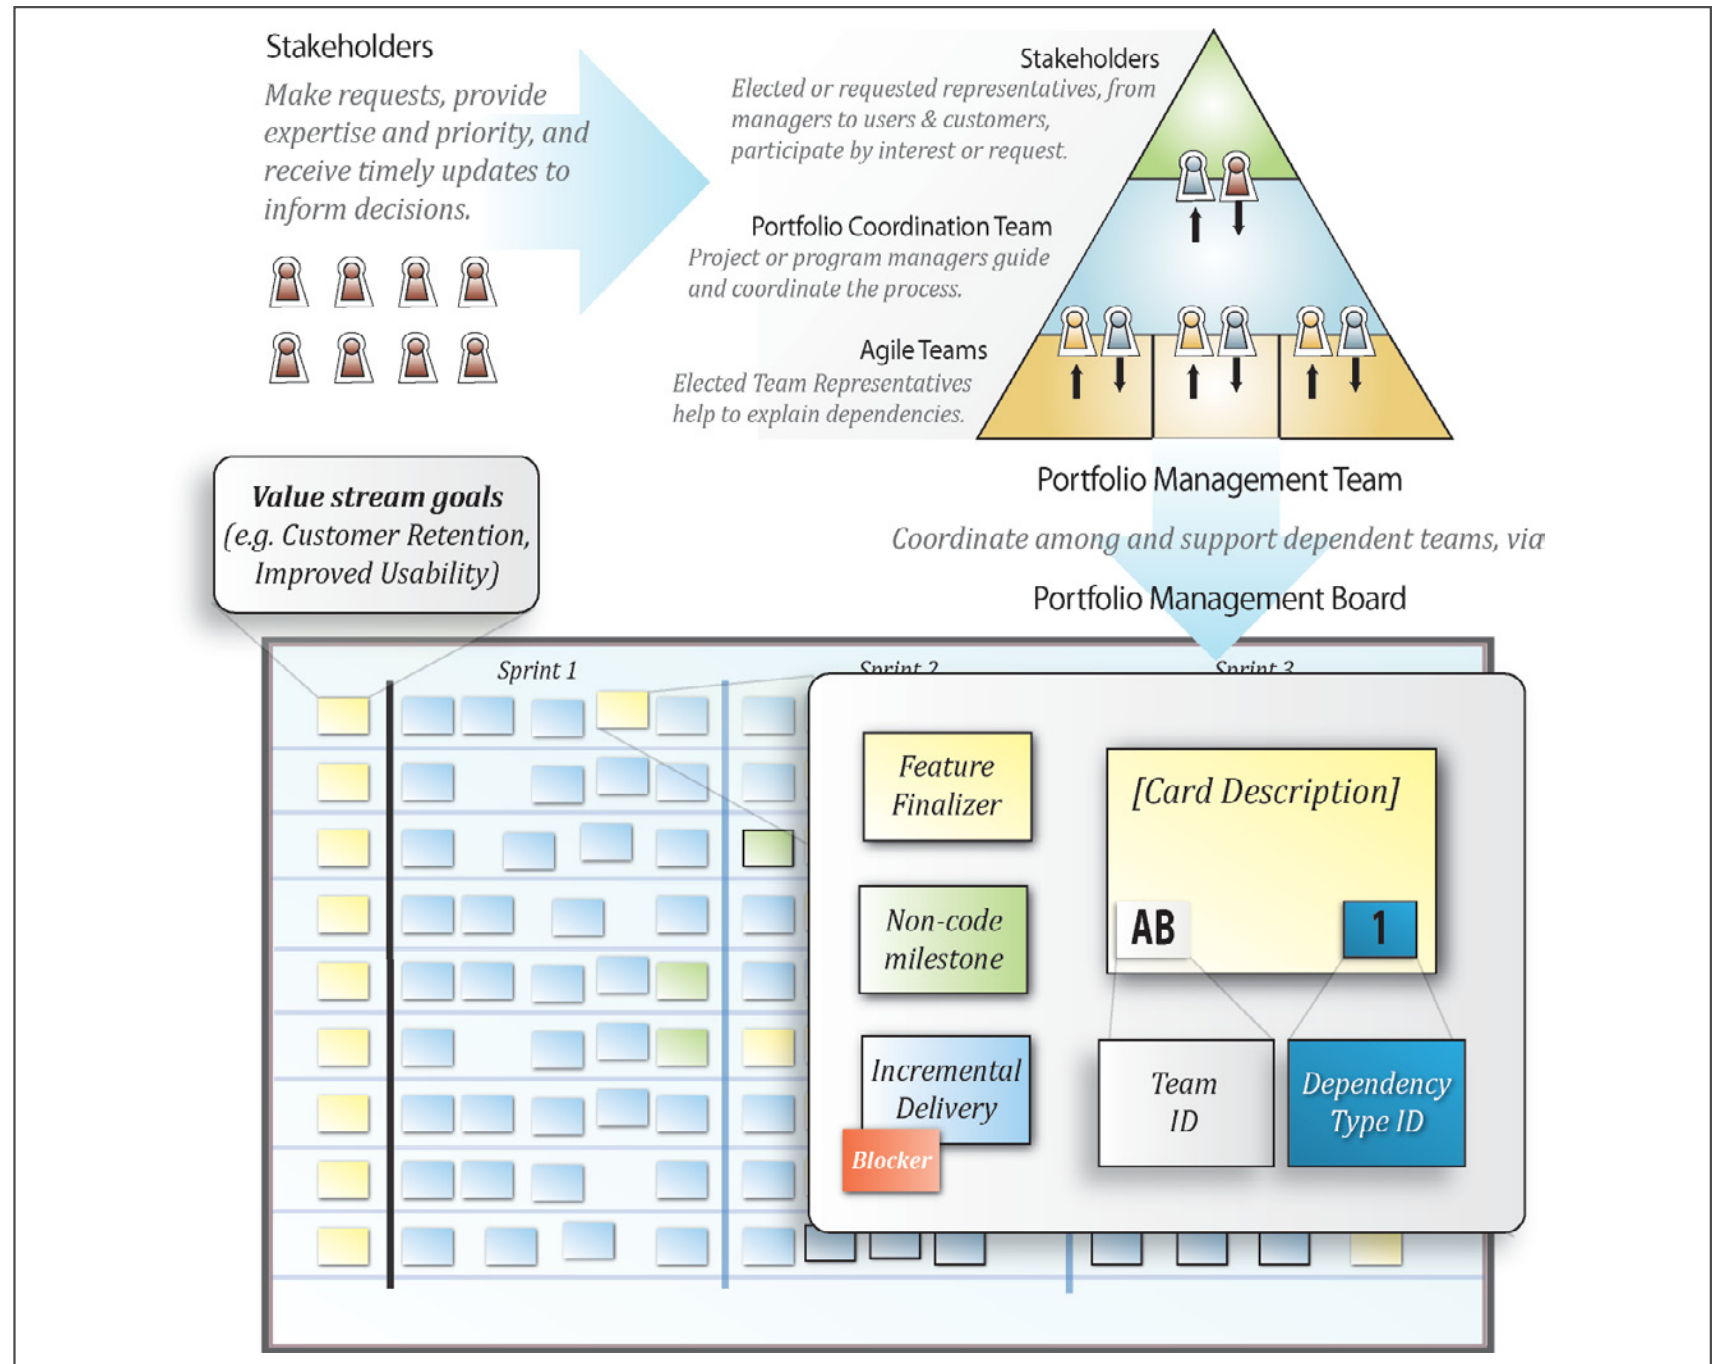 Stakeholders
Make requests, provide
expertise and priority, and
receive timely updates to
inform decisions.
Stakeholders
Elected or requested representatives, from
managers to users & customers,
participate by interest or request.
Portfolio Coordination Team
Project or program managers guide
and coordinate the process.
Agile Teams
Elected Team Representatives
help to explain dependencies.
Portfolio Management Team
Coordinate among and support dependent teams, via
Portfolio Management Board
Value stream goals
(e.g. Customer Retention,
Improved Usability)
Sprint 1
Sprint 2
Sprint 3
Feature
Finalizer
Non-code
milestone
Incremental
Delivery
Blocker
[Card Description]
AB
1
Team
ID
Dependency
Type ID